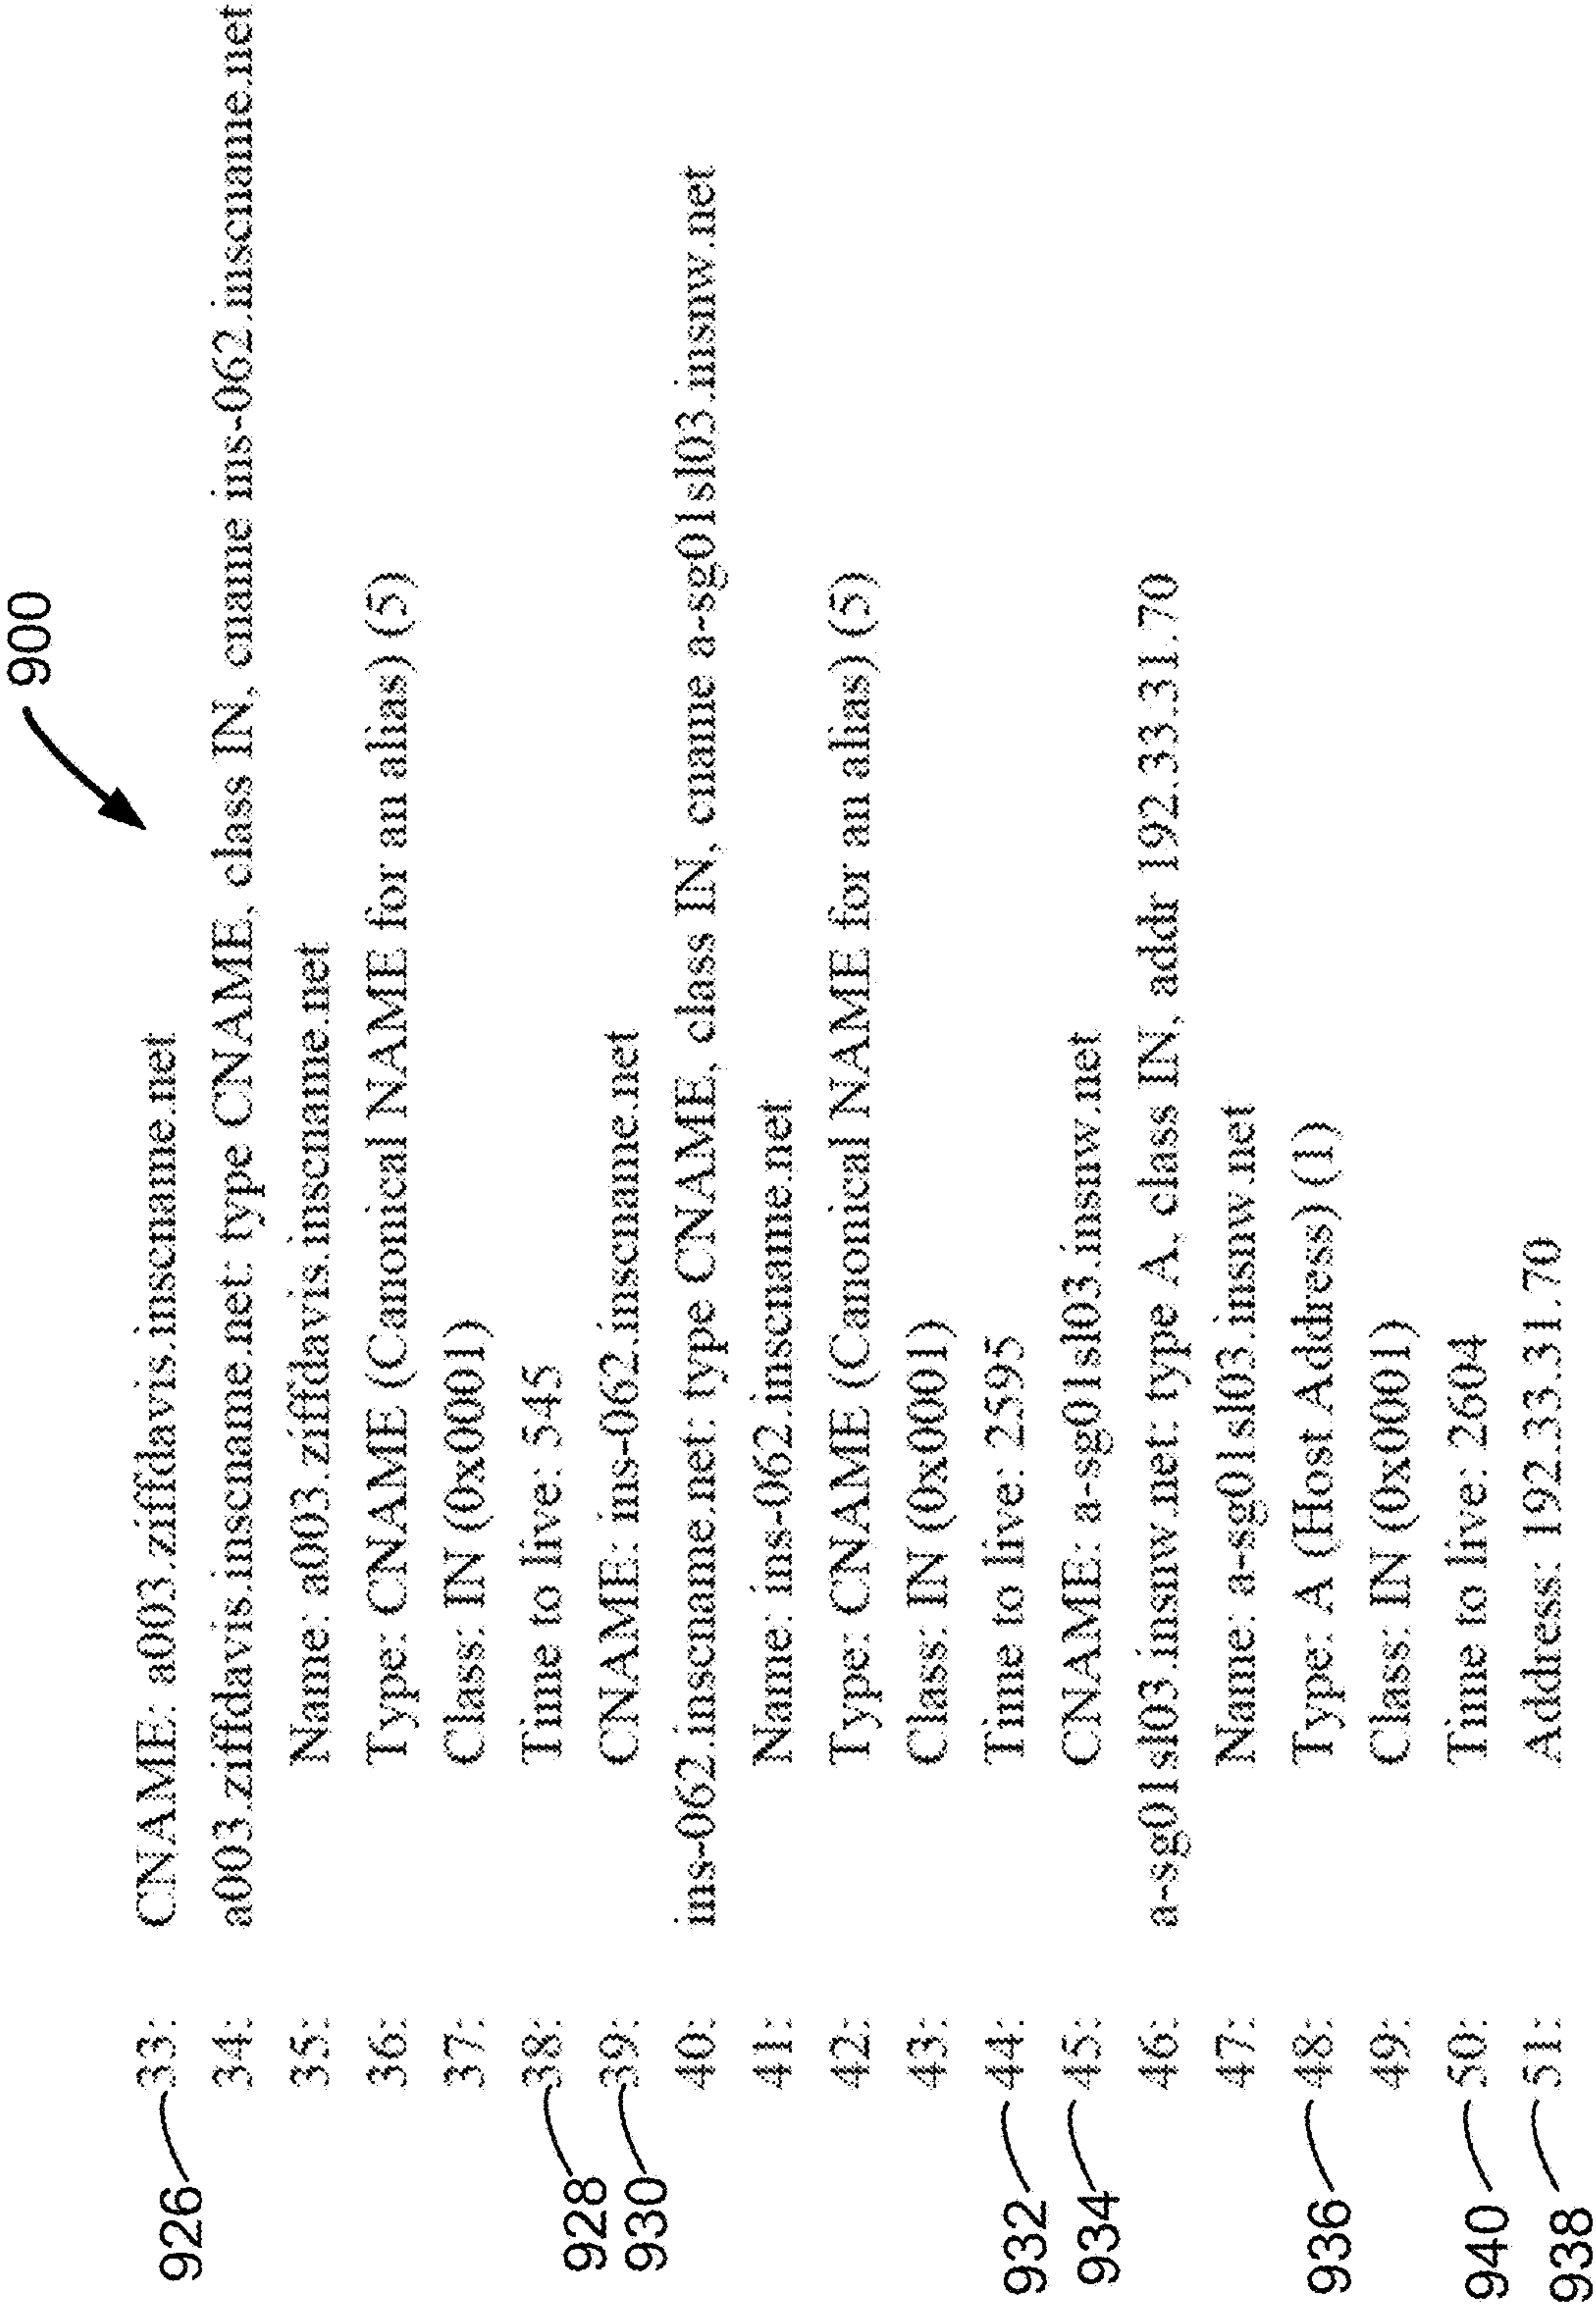 900
926 33: CNAME: a003.ziffdavis.inscname.net
34: a003.ziffdavis.inscname.net: type CNAME, class IN, cname ins-062.inscname.net
35: Name: a003.ziffdavis.inscname.net
36: Type: CNAME (Canonical NAME for an alias) (5)
37: Class: IN (0x0001)
928 38: Time to live: 545
930 39: CNAME: ins-062.inscname.net
40: ins-062.inscname.net: type CNAME, class IN, cname a-sg01sl03.insnw.net
41: Name: ins-062.inscname.net
42: Type: CNAME (Canonical NAME for an alias) (5)
43: Class: IN (0x0001)
932 44: Time to live: 2595
934 45: CNAME: a-sg01sl03.insnw.net
46: a-sg01sl03.insnw.net: type A, class IN, addr 192.33.31.70
47: Name: a-sg01sl03.insnw.net
936 48: Type: A (Host Address) (1)
49: Class: IN (0x0001)
940 50: Time to live: 2604
938 51: Address: 192.33.31.70